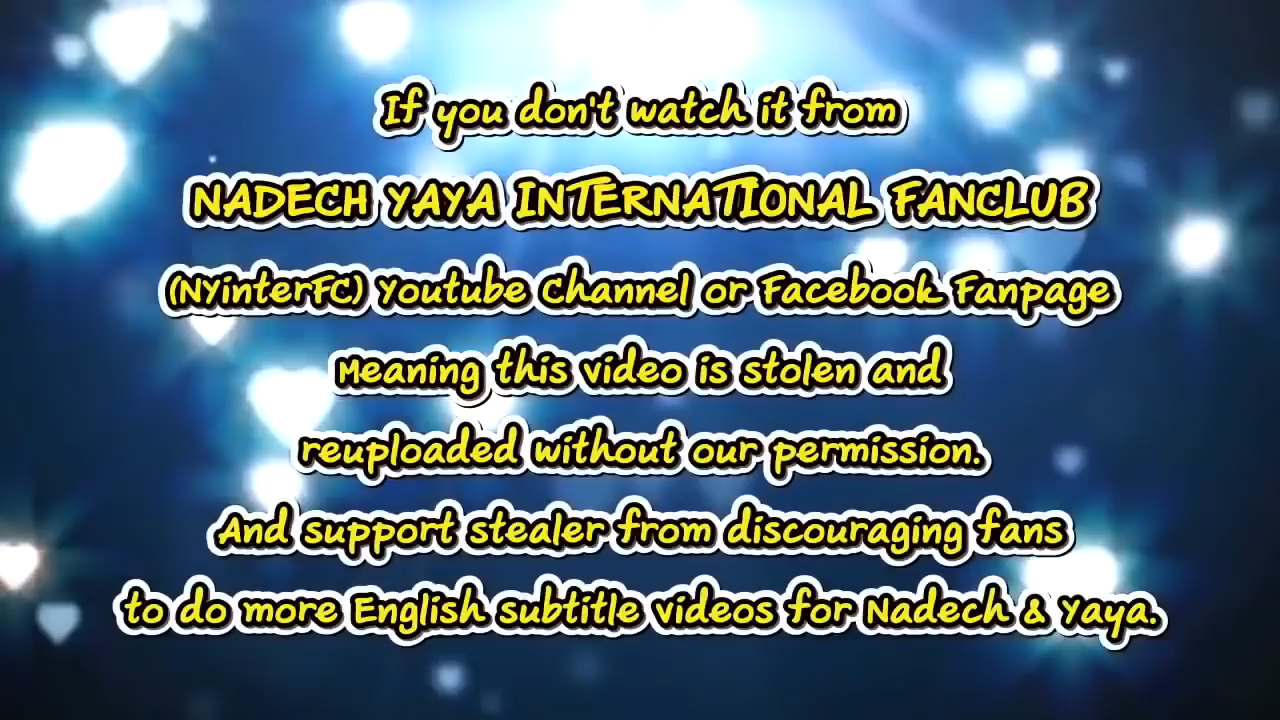 If you don't watch it from
NADECH YAYA INTERNATIONAL FANCLUB
(NYinterFC) Youtube Channel or Facebook Fanpage
Meaning this video is stolen and
reuploaded without our permission.
And support stealer from discouraging fans
to do more English subtitle videos for Nadech & Yaya.